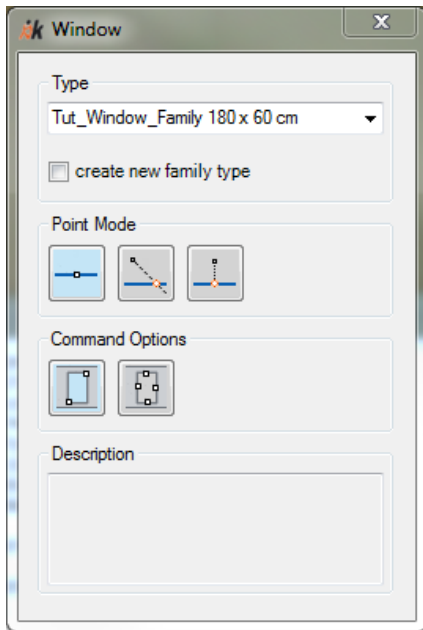 Window
Type
Tut_Window_Family 180 x 60 cm
create new family type
Point Mode
Command Options
Description